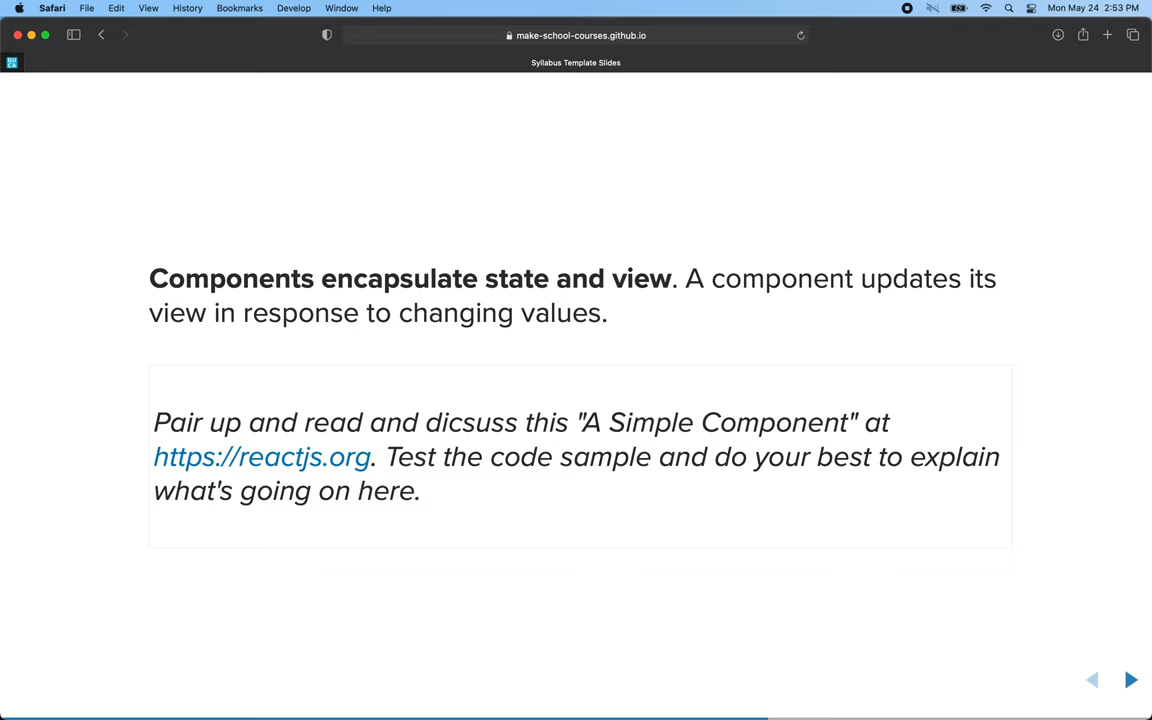 Safari File Edit View History Bookmarks Develop Window Help Mon May 24 2:53 PM
make-school-courses.github.io
DU
CA
Syllabus Template Slides
Components encapsulate state and view. A component updates its
view in response to changing values.
Pair up and read and dicsuss this "A Simple Component" at
https://reactjs.org. Test the code sample and do your best to explain
what's going on here.